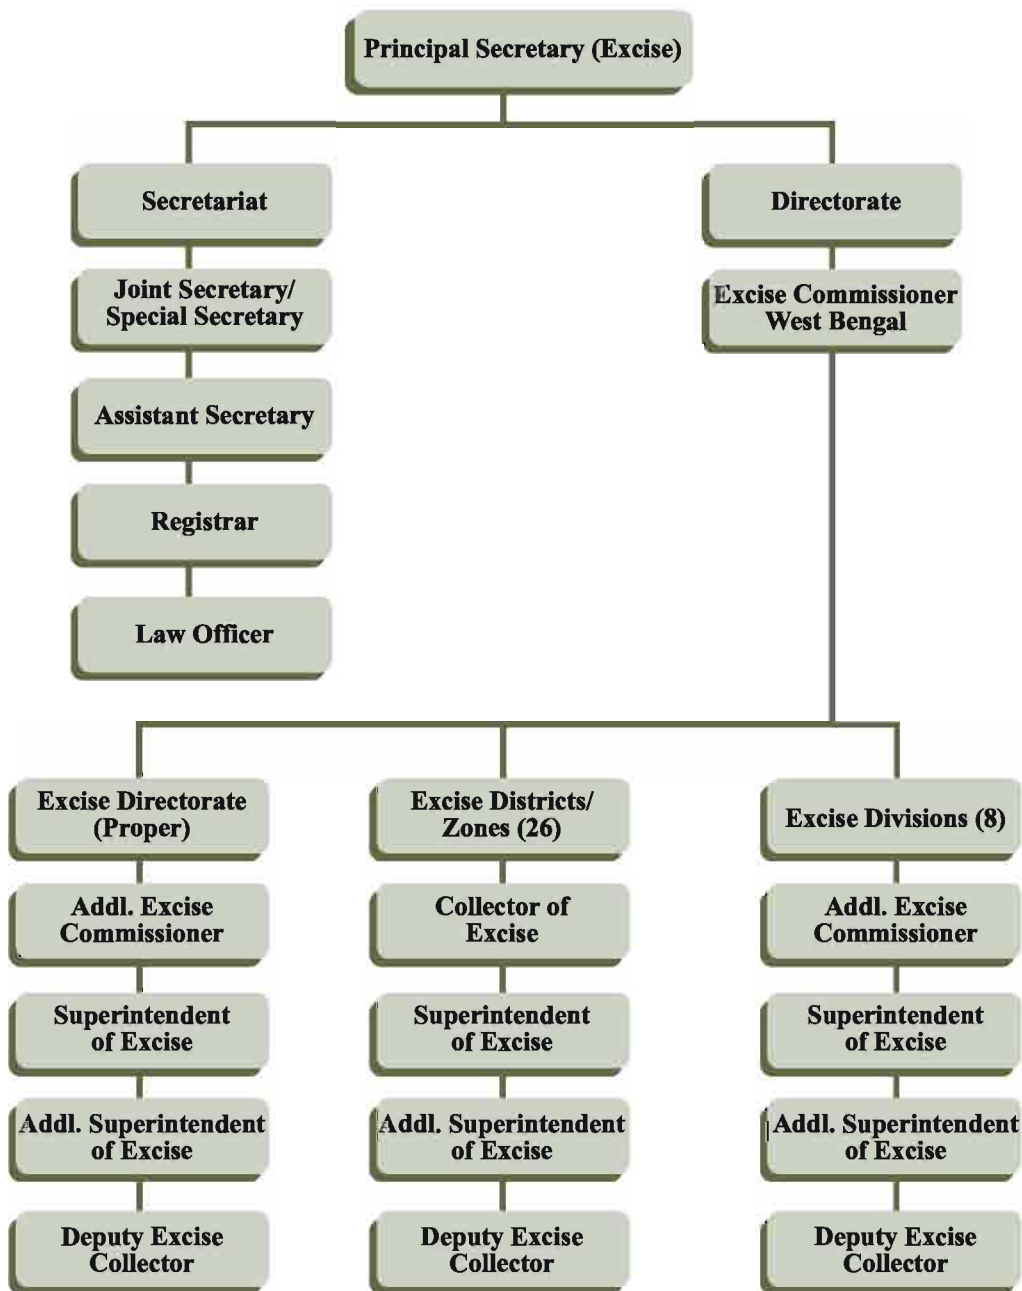 Principal Secretary (Excise)
Secretariat
Joint Secretary/
Special Secretary
Assistant Secretary
Registrar
Law Officer
Directorate
Excise Commissioner
West Bengal
Excise Directorate
(Proper)
Addl. Excise
Commissioner
Superintendent
of Excise
Addl. Superintendent
of Excise
Deputy Excise
Collector
Excise Districts/
Zones (26)
Collector of
Excise
Superintendent
of Excise
Addl. Superintendent
of Excise
Deputy Excise
Collector
Excise Divisions (8)
Addl. Excise
Commissioner
Superintendent
of Excise
Addl. Superintendent
of Excise
Deputy Excise
Collector